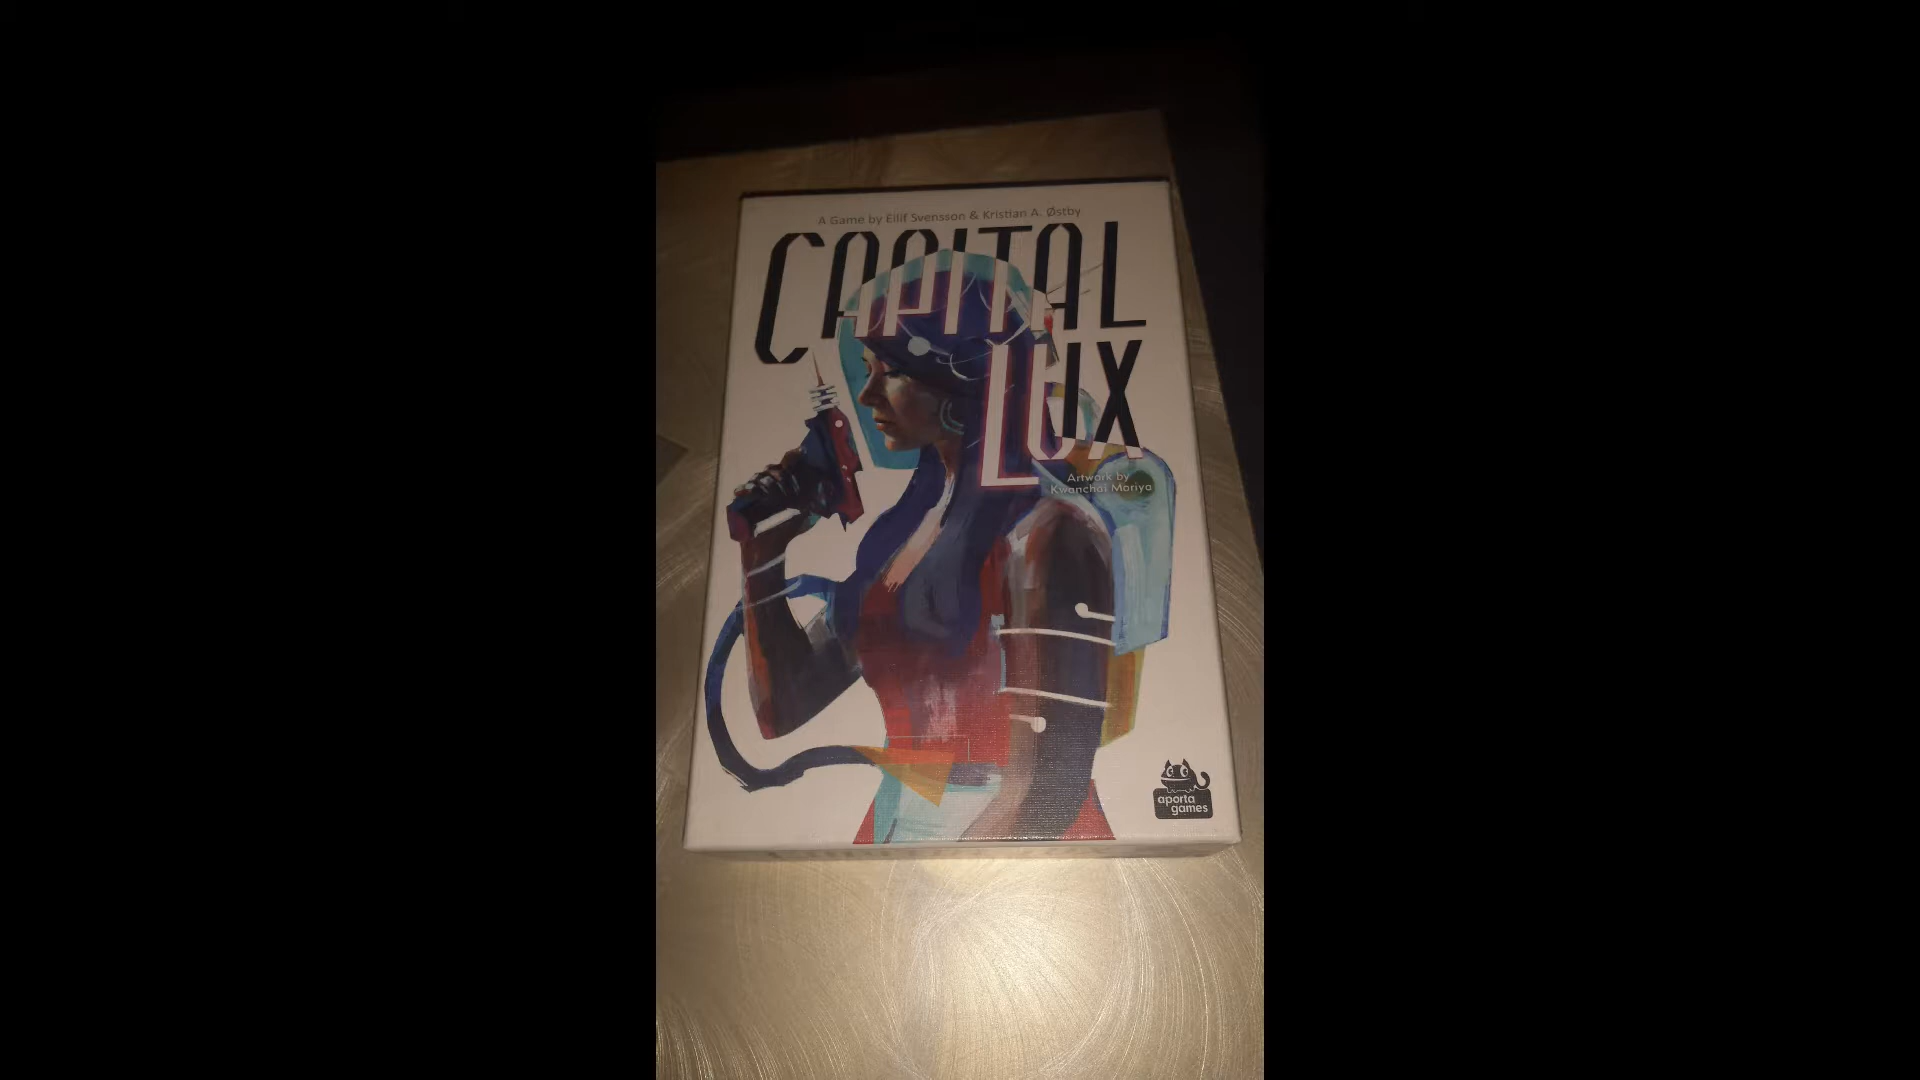 A Game by Eilif Svensson & Kristian A. Østby
CAPITAL
LUX
Artwork by
Kwanchai Moriya
aporta
games